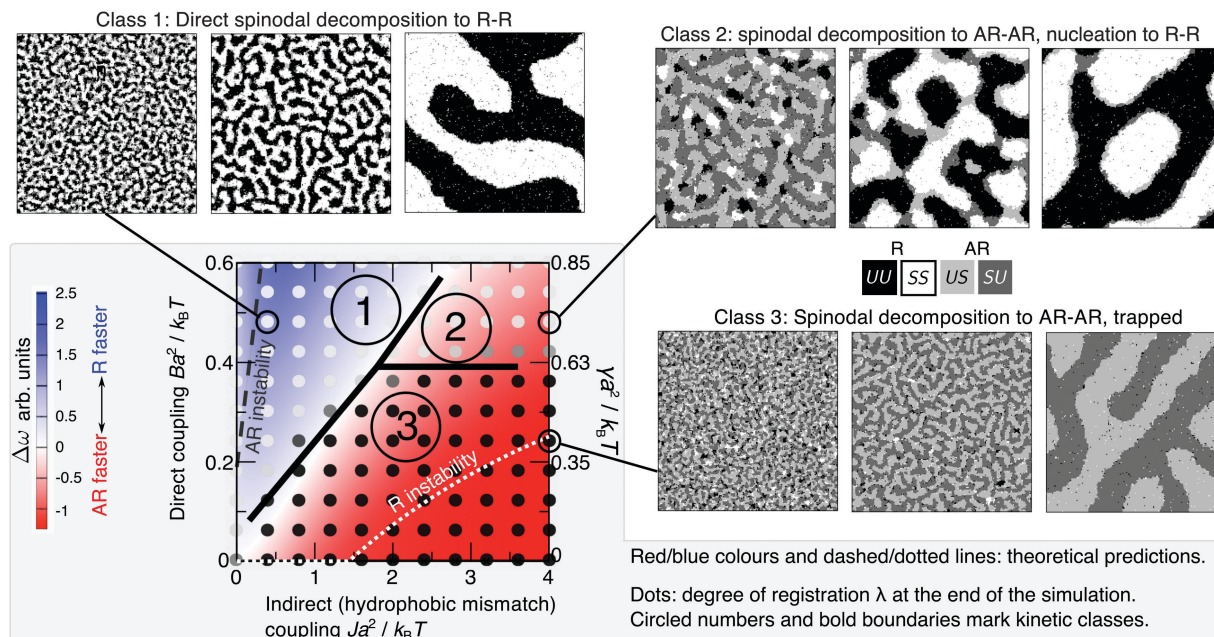 Class 1: Direct spinodal decomposition to R-R
Class 2: spinodal decomposition to AR-AR, nucleation to R-R
R AR
UU SS US SU
Class 3: Spinodal decomposition to AR-AR, trapped
Δω arb. units
AR faster
R faster
2.5
2
1.5
1
0.5
0
-0.5
-1
Direct coupling Ba² / kBT
0.6
0.4
0.2
0
AR instability
R instability
1
2
3
0.85
0.63
0.35
0
γa² / kBT
0 1 2 3 4
Indirect (hydrophobic mismatch)
coupling Ja² / kBT
Red/blue colours and dashed/dotted lines: theoretical predictions.
Dots: degree of registration λ at the end of the simulation.
Circled numbers and bold boundaries mark kinetic classes.